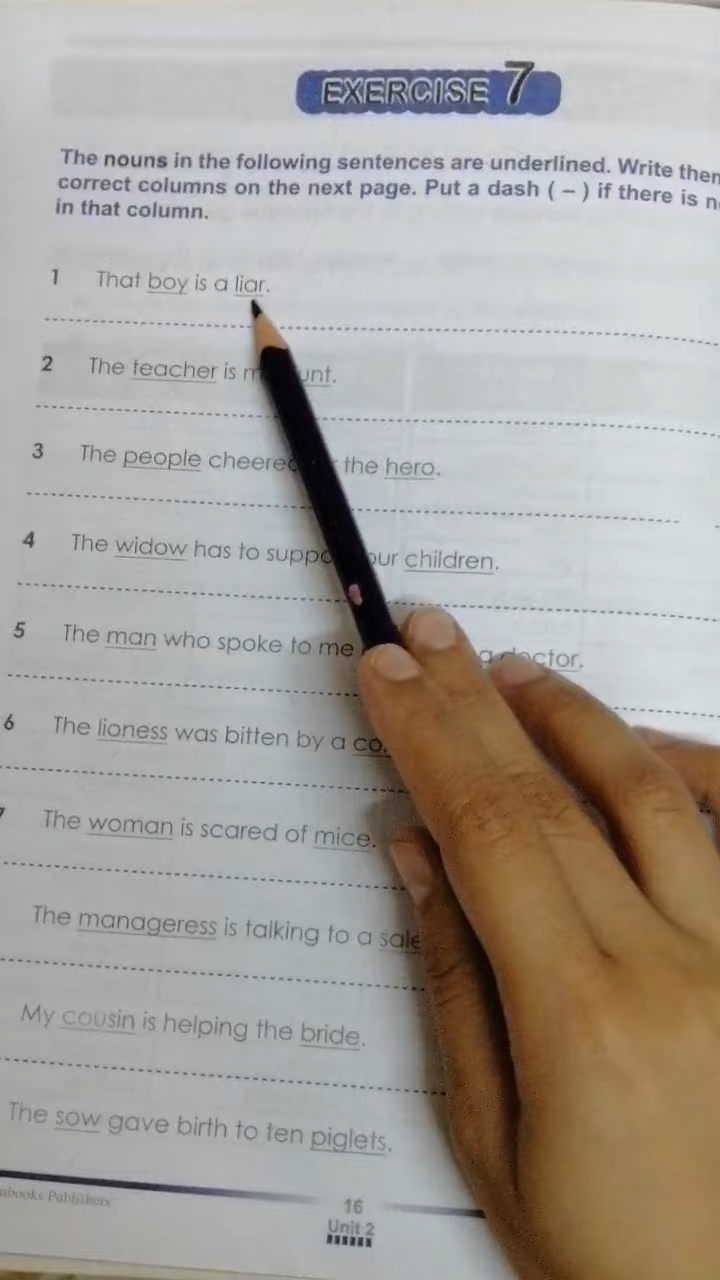 EXERCISE 7
The nouns in the following sentences are underlined. Write
correct columns on the next page. Put a dash ( – ) if there is
in that column.
1 That boy is a liar.
2 The teacher is
3 The people cheered the hero.
4 The widow has to children.
5 The man who spoke to me doctor.
6 The lioness was bitten by a
The woman is scared of mice.
The manageress is talking to a
My cousin is helping the bride.
The sow gave birth to ten piglets.
Publishers
16
Unit 2